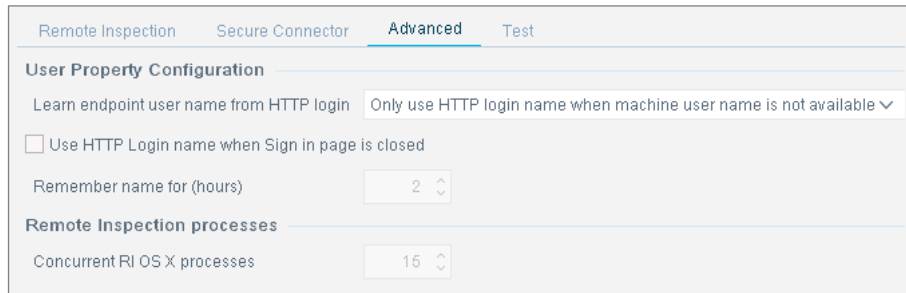 Remote Inspection Secure Connector Advanced Test
User Property Configuration
Learn endpoint user name from HTTP login Only use HTTP login name when machine user name is not available
Use HTTP Login name when Sign in page is closed
Remember name for (hours) 2
Remote Inspection processes
Concurrent RI OS X processes 15